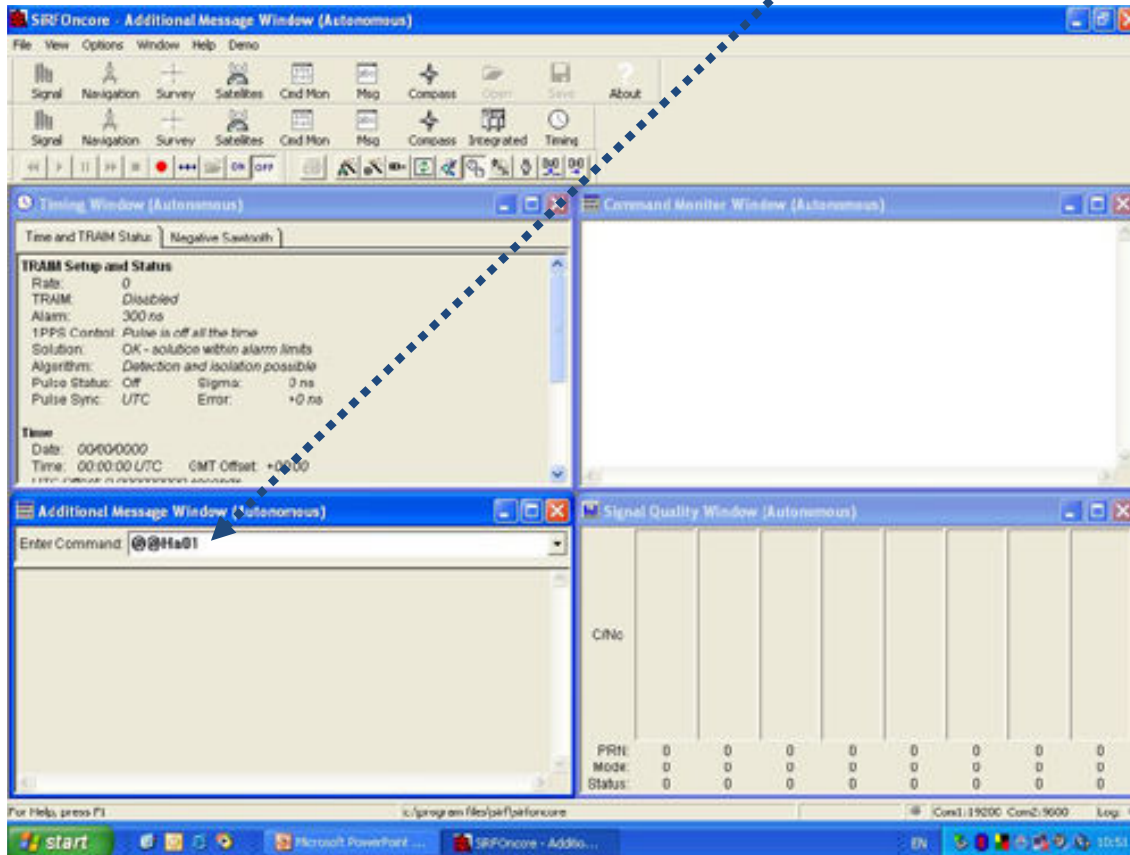 SiRFOncore - Additional Message Window (Autonomous)
File View Options Window Help Demo
Signal Navigation Survey Satellites Cmd Mon Msg Compass Open Save About
Signal Navigation Survey Satellites Cmd Mon Msg Compass Integrated Timing
ON OFF
Timing Window (Autonomous)
Time and TRAIM Status Negative Sawtooth
TRAIM Setup and Status
Rate: 0
TRAIM: Disabled
Alarm: 300 ns
1PPS Control: Pulse is off all the time
Solution: OK - solution within alarm limits
Algorithm: Detection and isolation possible
Pulse Status: Off Sigma: 0 ns
Pulse Sync: UTC Error: +0 ns
Time
Date: 00/00/0000
Time: 00:00:00 UTC GMT Offset: +00:00
Command Moniter Window (Autonomous)
Additional Message Window (Autonomous)
Enter Command: @@Ha01
Signal Quality Window (Autonomous)
C/No
PRN: 0 0 0 0 0 0 0 0
Mode: 0 0 0 0 0 0 0 0
Status: 0 0 0 0 0 0 0 0
For Help, press F1 c:/program files/sirf/sirfoncore Com1:19200 Com2:9600 Log:
start Microsoft PowerPoint ... SiRFOncore - Additio... EN 10:53